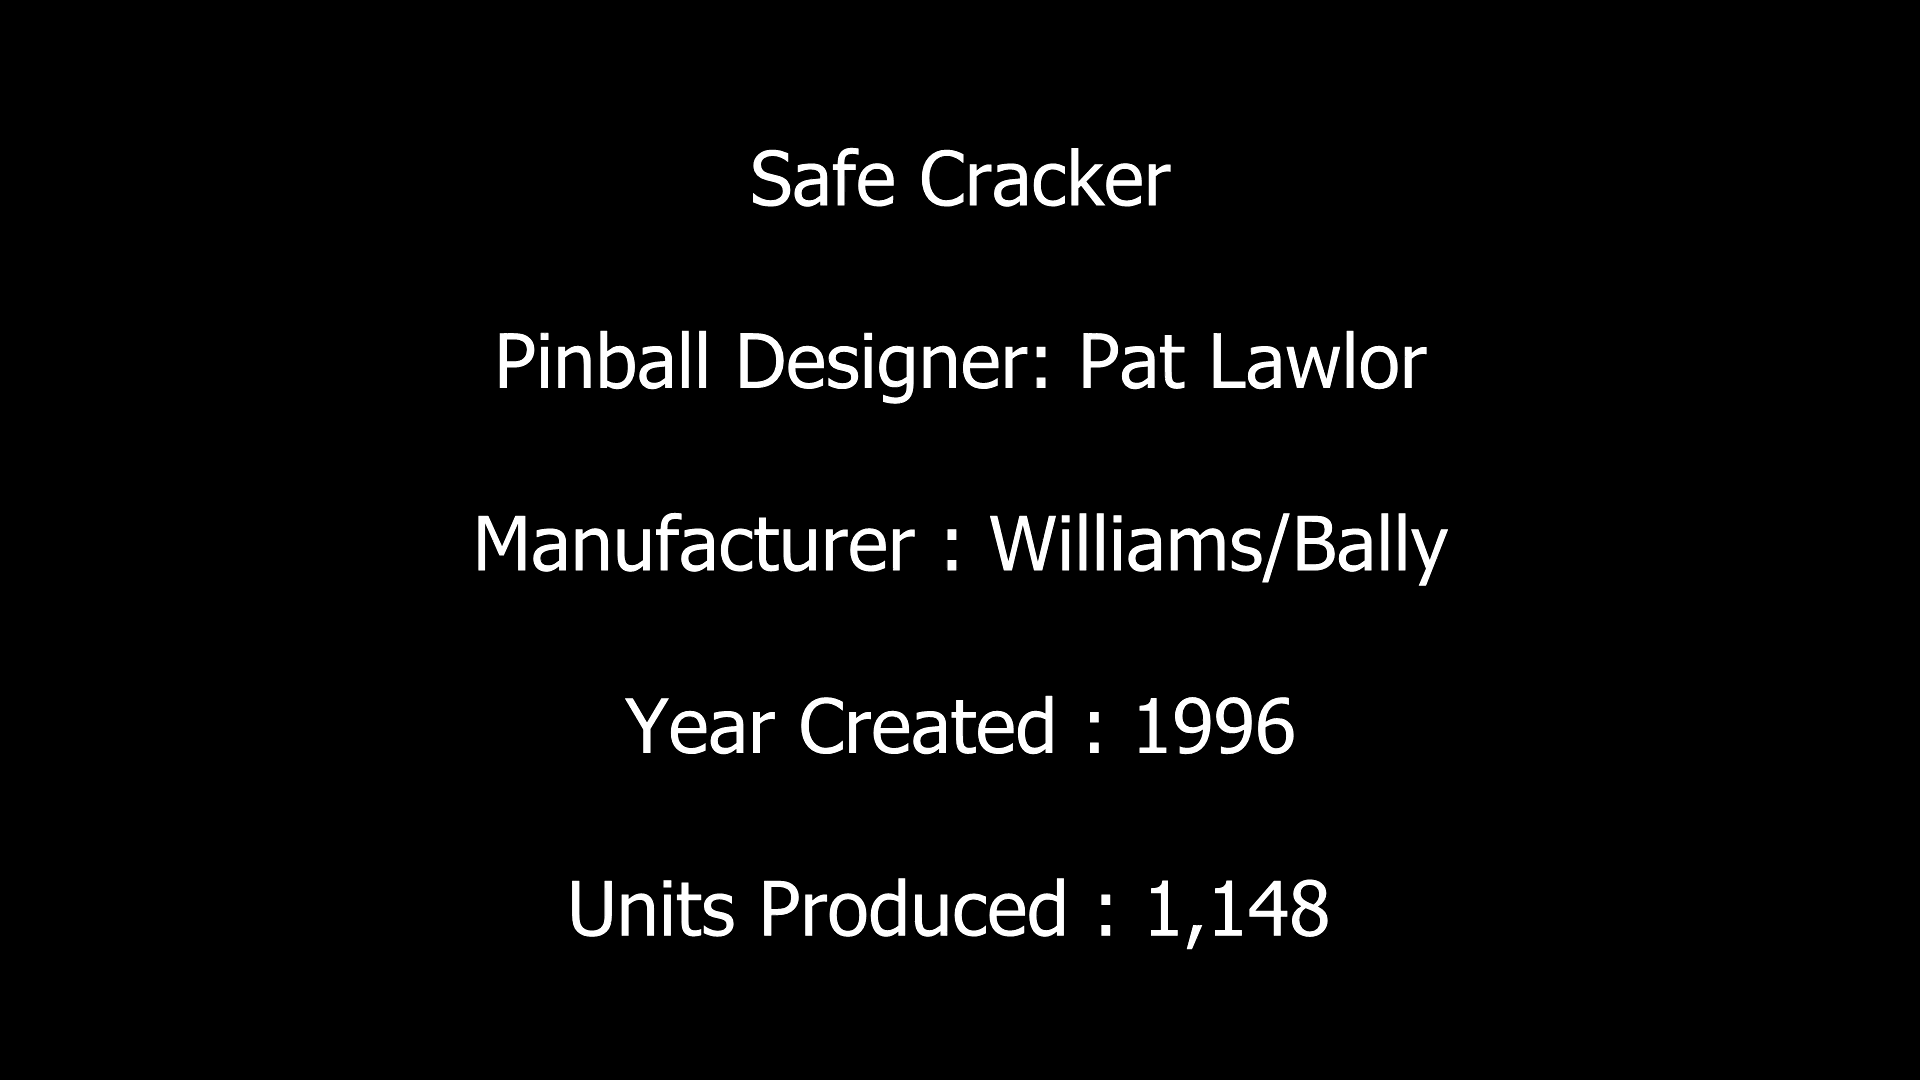 Safe Cracker
Pinball Designer: Pat Lawlor
Manufacturer : Williams/Bally
Year Created : 1996
Units Produced : 1,148